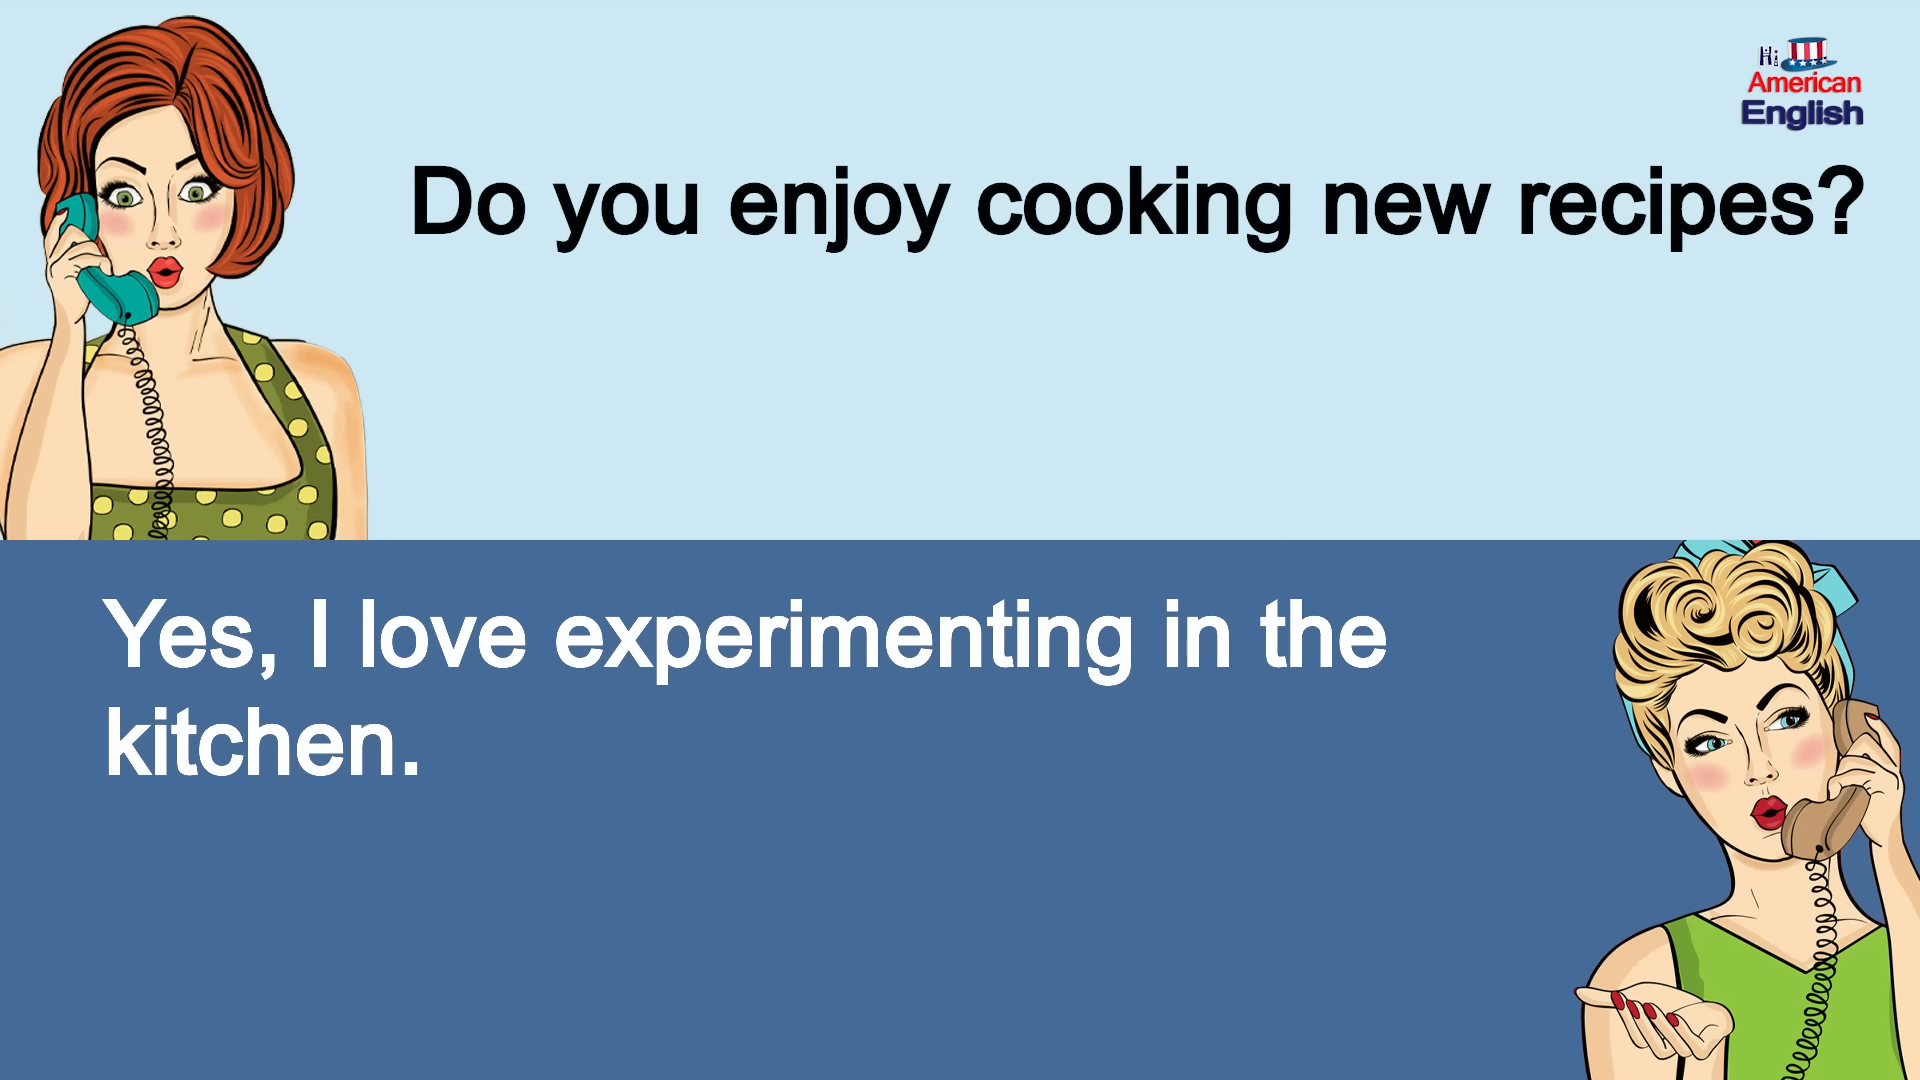 Hi
American
English
Do you enjoy cooking new recipes?
Yes, I love experimenting in the
kitchen.